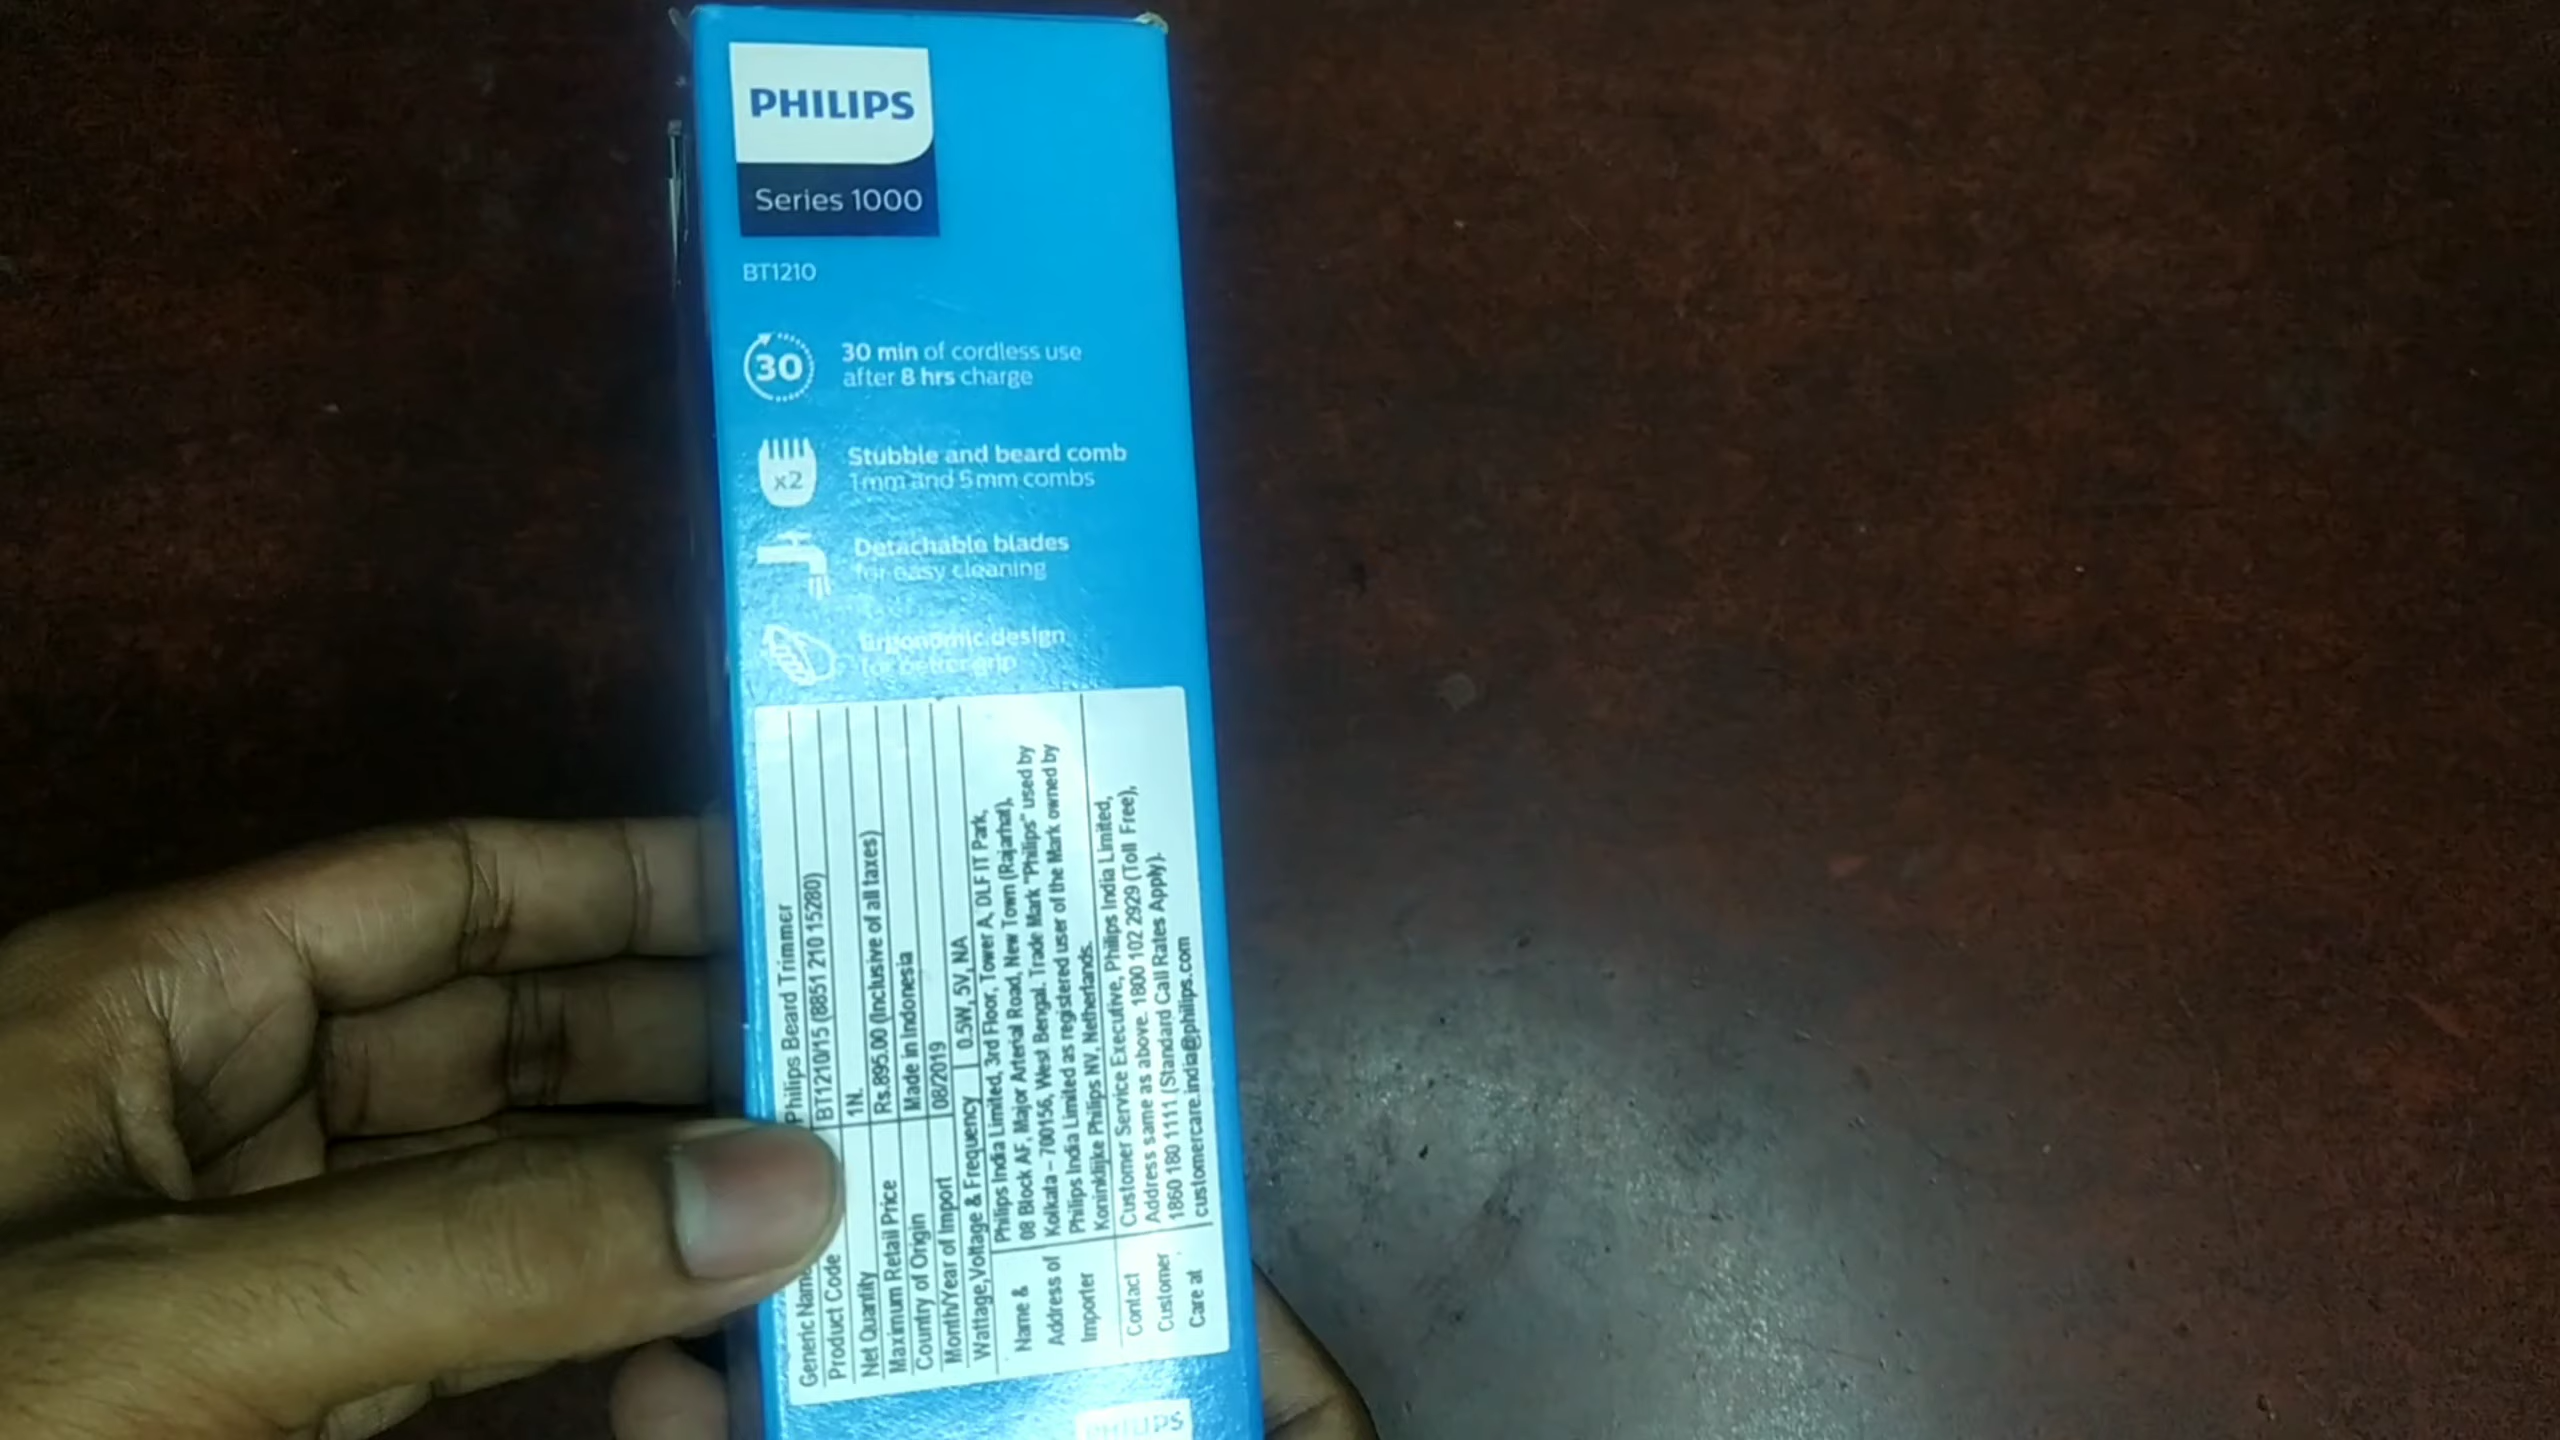 PHILIPS
Series 1000
BT1210
30
30 min of cordless use
after 8 hrs charge
x2
Stubble and beard comb
1mm and 5mm combs
Detachable blades
for easy cleaning
Ergonomic design
for better grip
Generic Name Philips Beard Trimmer
Product Code BT1210/15 (8851 210 15280)
Net Quantity 1N.
Maximum Retail Price Rs.895.00 (Inclusive of all taxes)
Country of Origin Made in Indonesia
Month/Year of Import 08/2019
Wattage,Voltage & Frequency 0.5W, 5V, NA
Name & Address of Importer
Philips India Limited, 3rd Floor, Tower A, DLF IT Park,
08 Block AF, Major Arterial Road, New Town (Rajarhat),
Kolkata – 700156, West Bengal. Trade Mark "Philips" used by
Philips India Limited as registered user of the Mark owned by
Koninklijke Philips NV, Netherlands.
Contact Customer Care at
Customer Service Executive, Philips India Limited,
Address same as above. 1800 102 2929 (Toll Free),
1860 180 1111 (Standard Call Rates Apply).
customercare.india@philips.com
PHILIPS